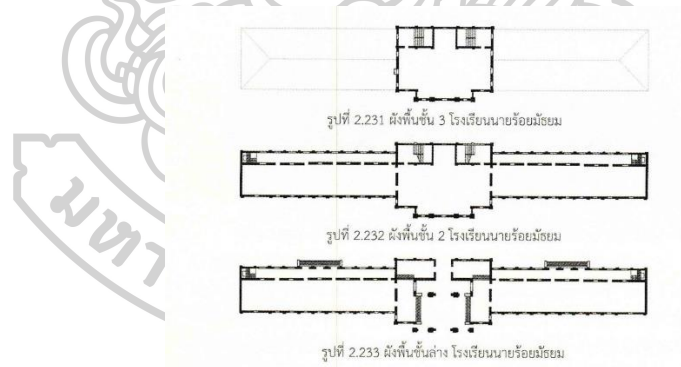 รูปที่ 2.231 ผังพื้นชั้น 3 โรงเรียนนายร้อยมัธยม
รูปที่ 2.232 ผังพื้นชั้น 2 โรงเรียนนายร้อยมัธยม
รูปที่ 2.233 ผังพื้นชั้นล่าง โรงเรียนนายร้อยมัธยม